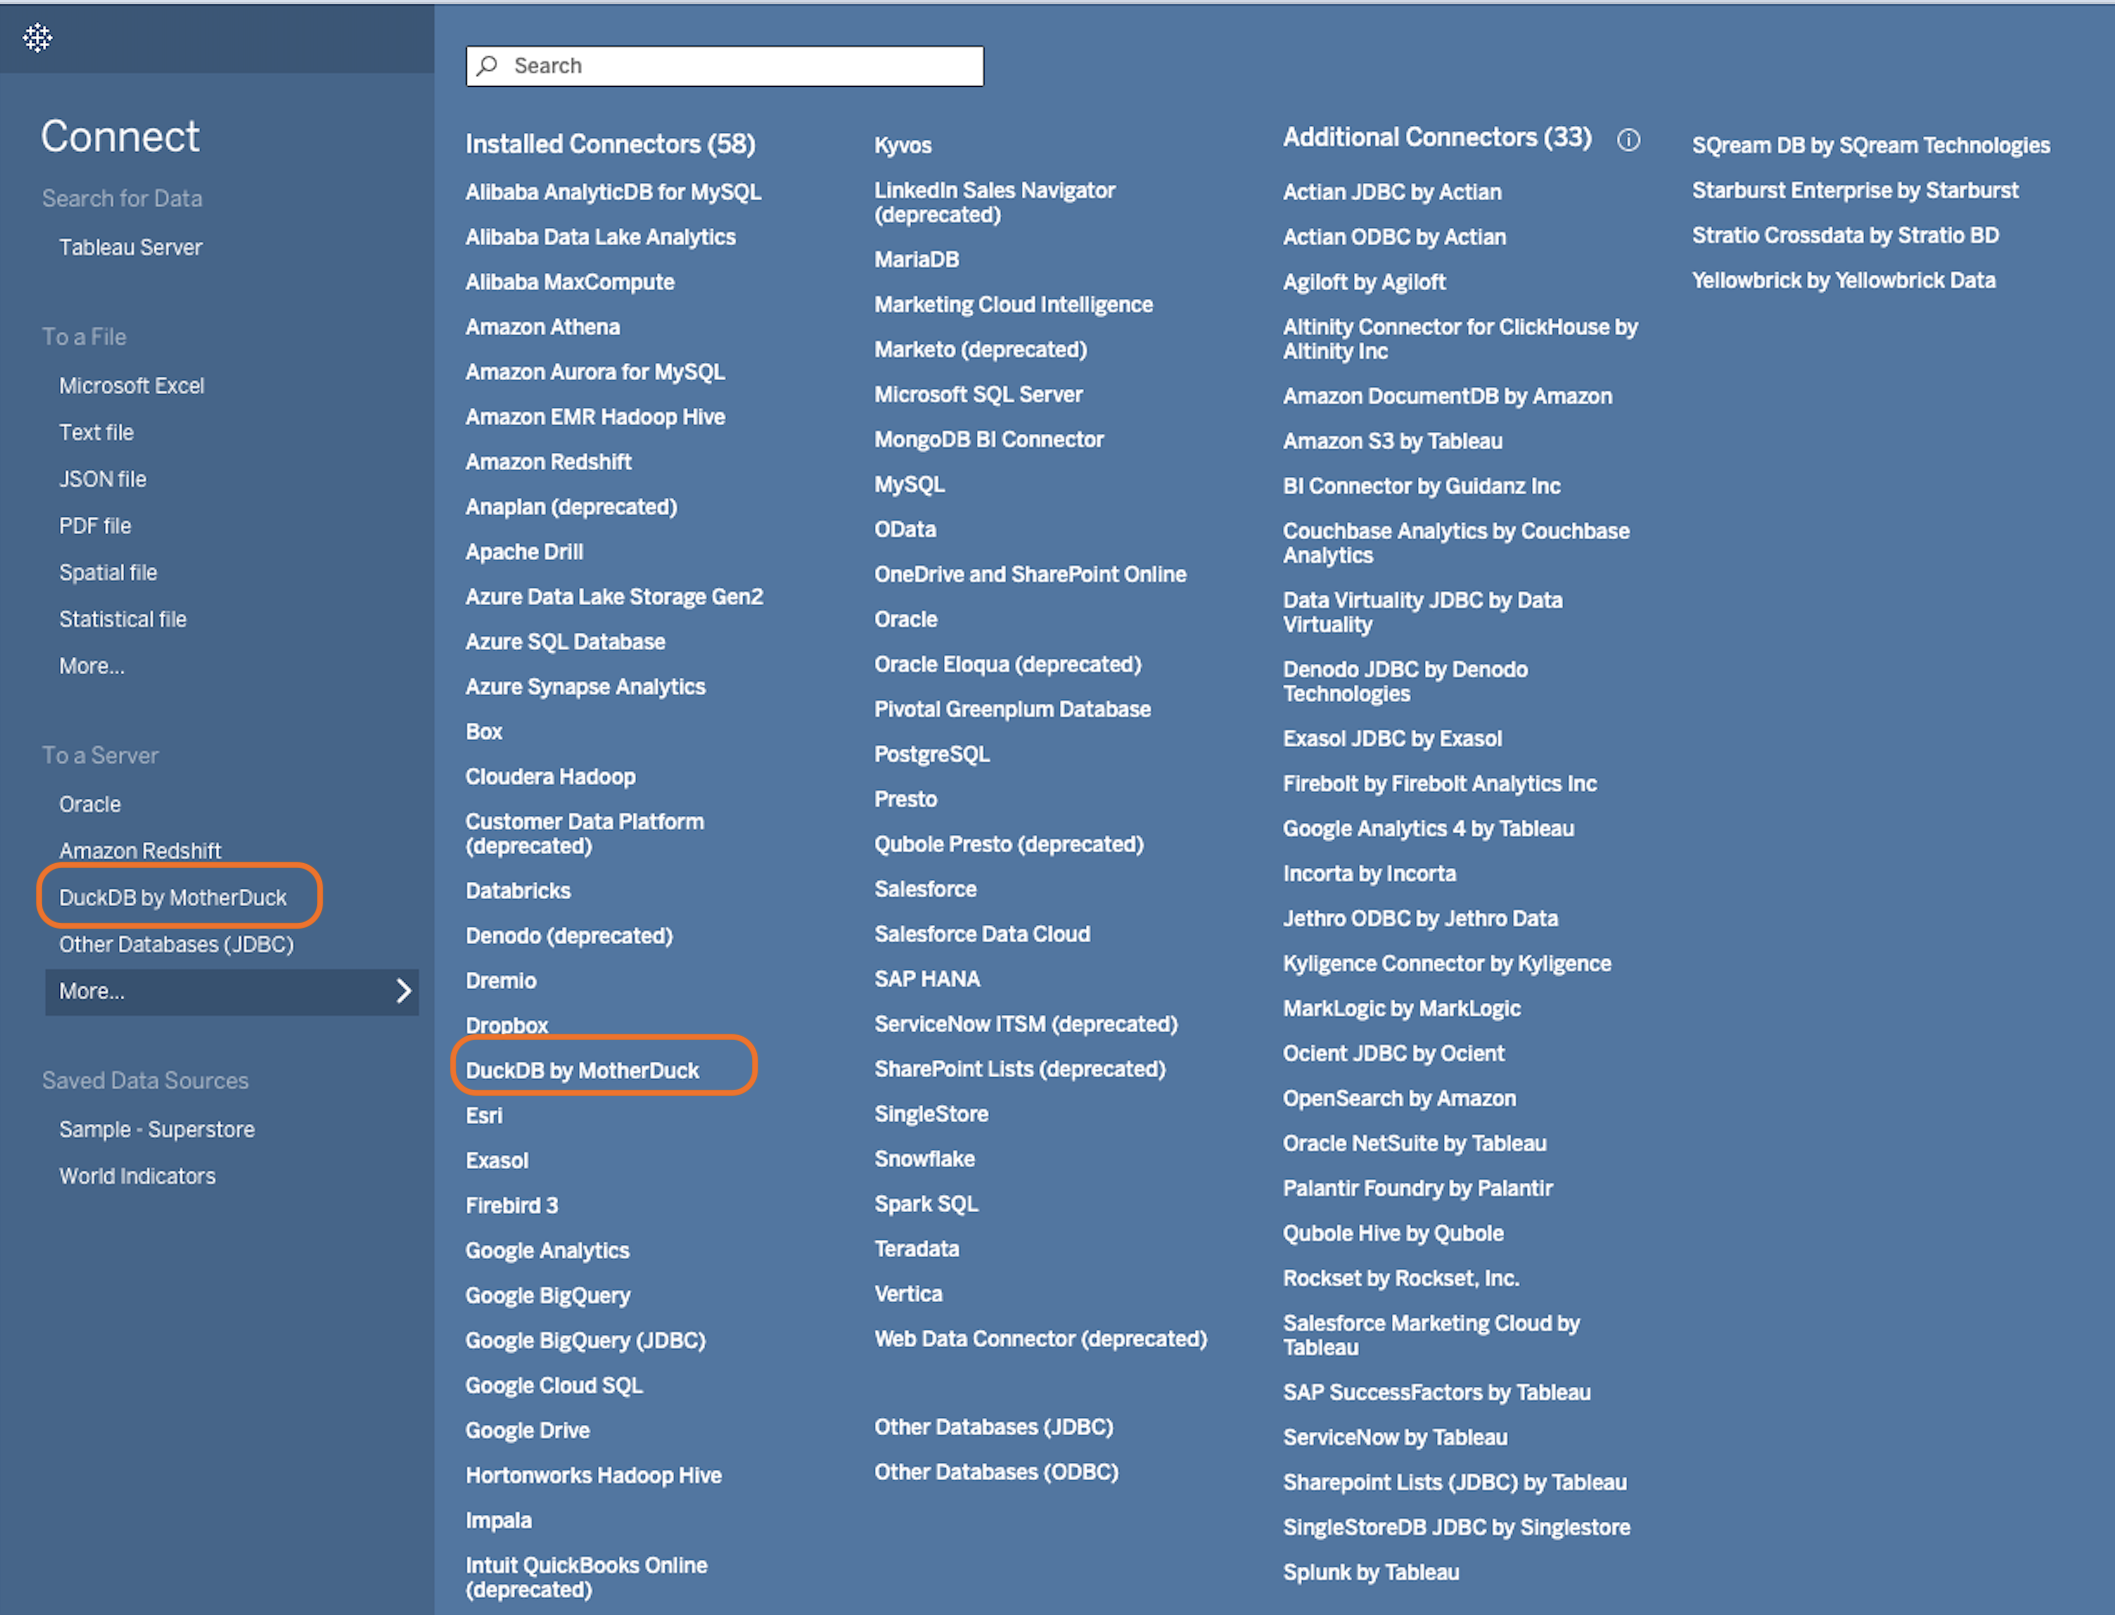 Connect
Search for Data
Tableau Server
To a File
Microsoft Excel
Text file
JSON file
PDF file
Spatial file
Statistical file
More...
To a Server
Oracle
Amazon Redshift
DuckDB by MotherDuck
Other Databases (JDBC)
More...
Saved Data Sources
Sample - Superstore
World Indicators
Search
Installed Connectors (58)
Alibaba AnalyticDB for MySQL
Alibaba Data Lake Analytics
Alibaba MaxCompute
Amazon Athena
Amazon Aurora for MySQL
Amazon EMR Hadoop Hive
Amazon Redshift
Anaplan (deprecated)
Apache Drill
Azure Data Lake Storage Gen2
Azure SQL Database
Azure Synapse Analytics
Box
Cloudera Hadoop
Customer Data Platform
(deprecated)
Databricks
Denodo (deprecated)
Dremio
Dropbox
DuckDB by MotherDuck
Esri
Exasol
Firebird 3
Google Analytics
Google BigQuery
Google BigQuery (JDBC)
Google Cloud SQL
Google Drive
Hortonworks Hadoop Hive
Impala
Intuit QuickBooks Online
(deprecated)
Kyvos
LinkedIn Sales Navigator
(deprecated)
MariaDB
Marketing Cloud Intelligence
Marketo (deprecated)
Microsoft SQL Server
MongoDB BI Connector
MySQL
OData
OneDrive and SharePoint Online
Oracle
Oracle Eloqua (deprecated)
Pivotal Greenplum Database
PostgreSQL
Presto
Qubole Presto (deprecated)
Salesforce
Salesforce Data Cloud
SAP HANA
ServiceNow ITSM (deprecated)
SharePoint Lists (deprecated)
SingleStore
Snowflake
Spark SQL
Teradata
Vertica
Web Data Connector (deprecated)
Other Databases (JDBC)
Other Databases (ODBC)
Additional Connectors (33)
Actian JDBC by Actian
Actian ODBC by Actian
Agiloft by Agiloft
Altinity Connector for ClickHouse by
Altinity Inc
Amazon DocumentDB by Amazon
Amazon S3 by Tableau
BI Connector by Guidanz Inc
Couchbase Analytics by Couchbase
Analytics
Data Virtuality JDBC by Data
Virtuality
Denodo JDBC by Denodo
Technologies
Exasol JDBC by Exasol
Firebolt by Firebolt Analytics Inc
Google Analytics 4 by Tableau
Incorta by Incorta
Jethro ODBC by Jethro Data
Kyligence Connector by Kyligence
MarkLogic by MarkLogic
Ocient JDBC by Ocient
OpenSearch by Amazon
Oracle NetSuite by Tableau
Palantir Foundry by Palantir
Qubole Hive by Qubole
Rockset by Rockset, Inc.
Salesforce Marketing Cloud by
Tableau
SAP SuccessFactors by Tableau
ServiceNow by Tableau
Sharepoint Lists (JDBC) by Tableau
SingleStoreDB JDBC by Singlestore
Splunk by Tableau
SQream DB by SQream Technologies
Starburst Enterprise by Starburst
Stratio Crossdata by Stratio BD
Yellowbrick by Yellowbrick Data